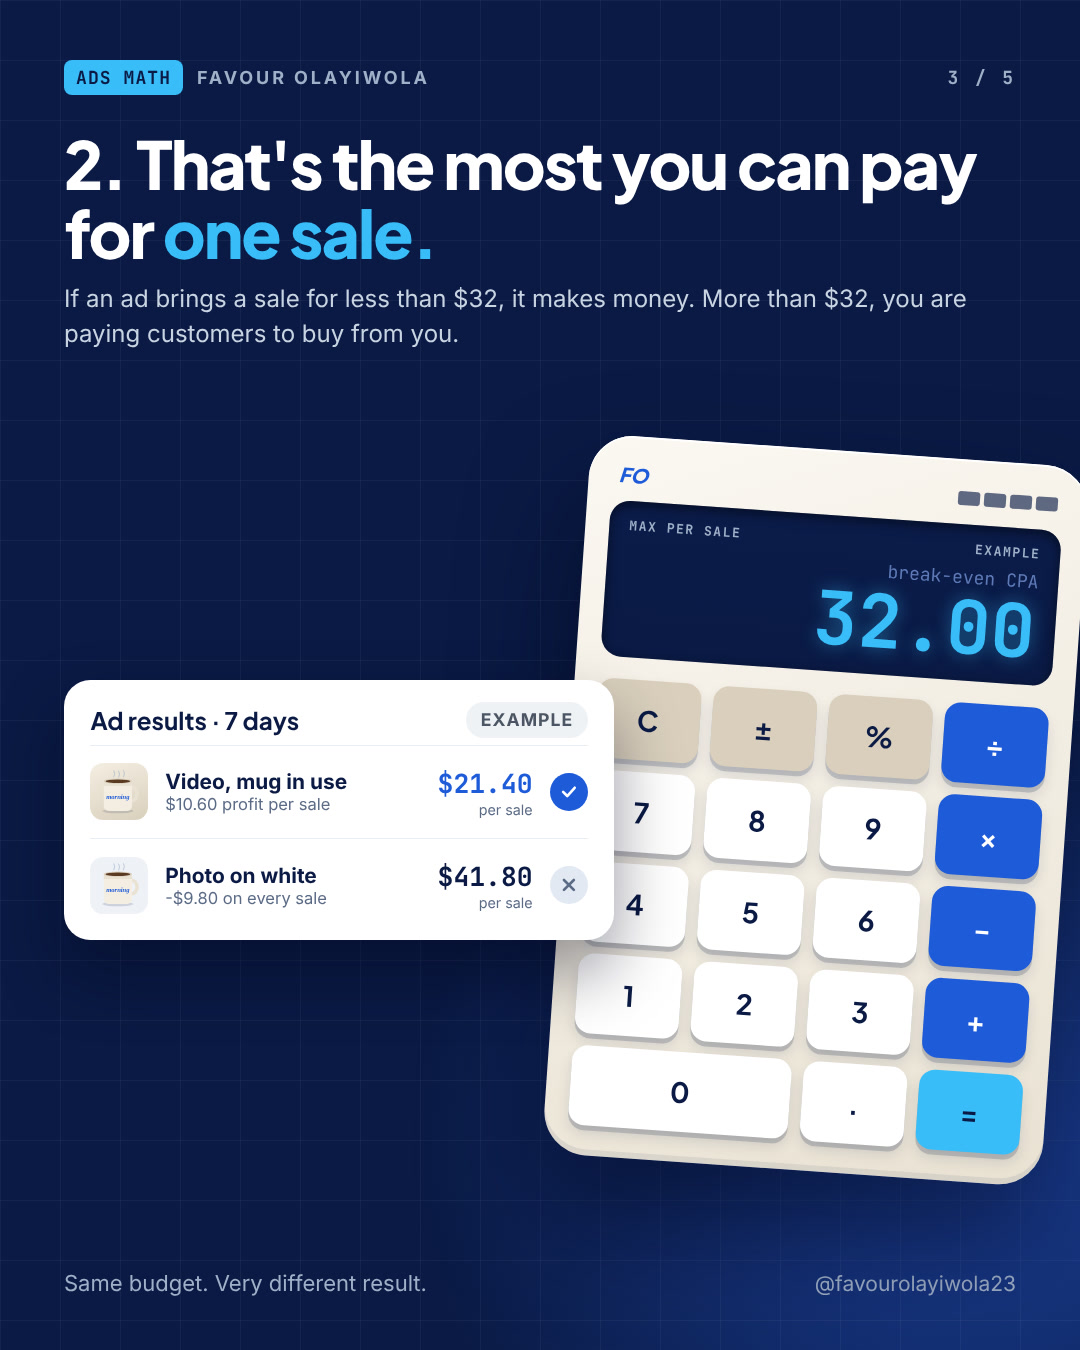 ADS MATH FAVOUR OLAYIWOLA 3 / 5
2. That's the most you can pay
for one sale.
If an ad brings a sale for less than $32, it makes money. More than $32, you are
paying customers to buy from you.
FO
MAX PER SALE
EXAMPLE
break-even CPA
32.00
Ad results · 7 days EXAMPLE
morning
Video, mug in use $21.40
$10.60 profit per sale per sale
morning
Photo on white $41.80
-$9.80 on every sale per sale
C ± % ÷
7 8 9 ×
4 5 6 −
1 2 3 +
0 . =
Same budget. Very different result. @favourolayiwola23